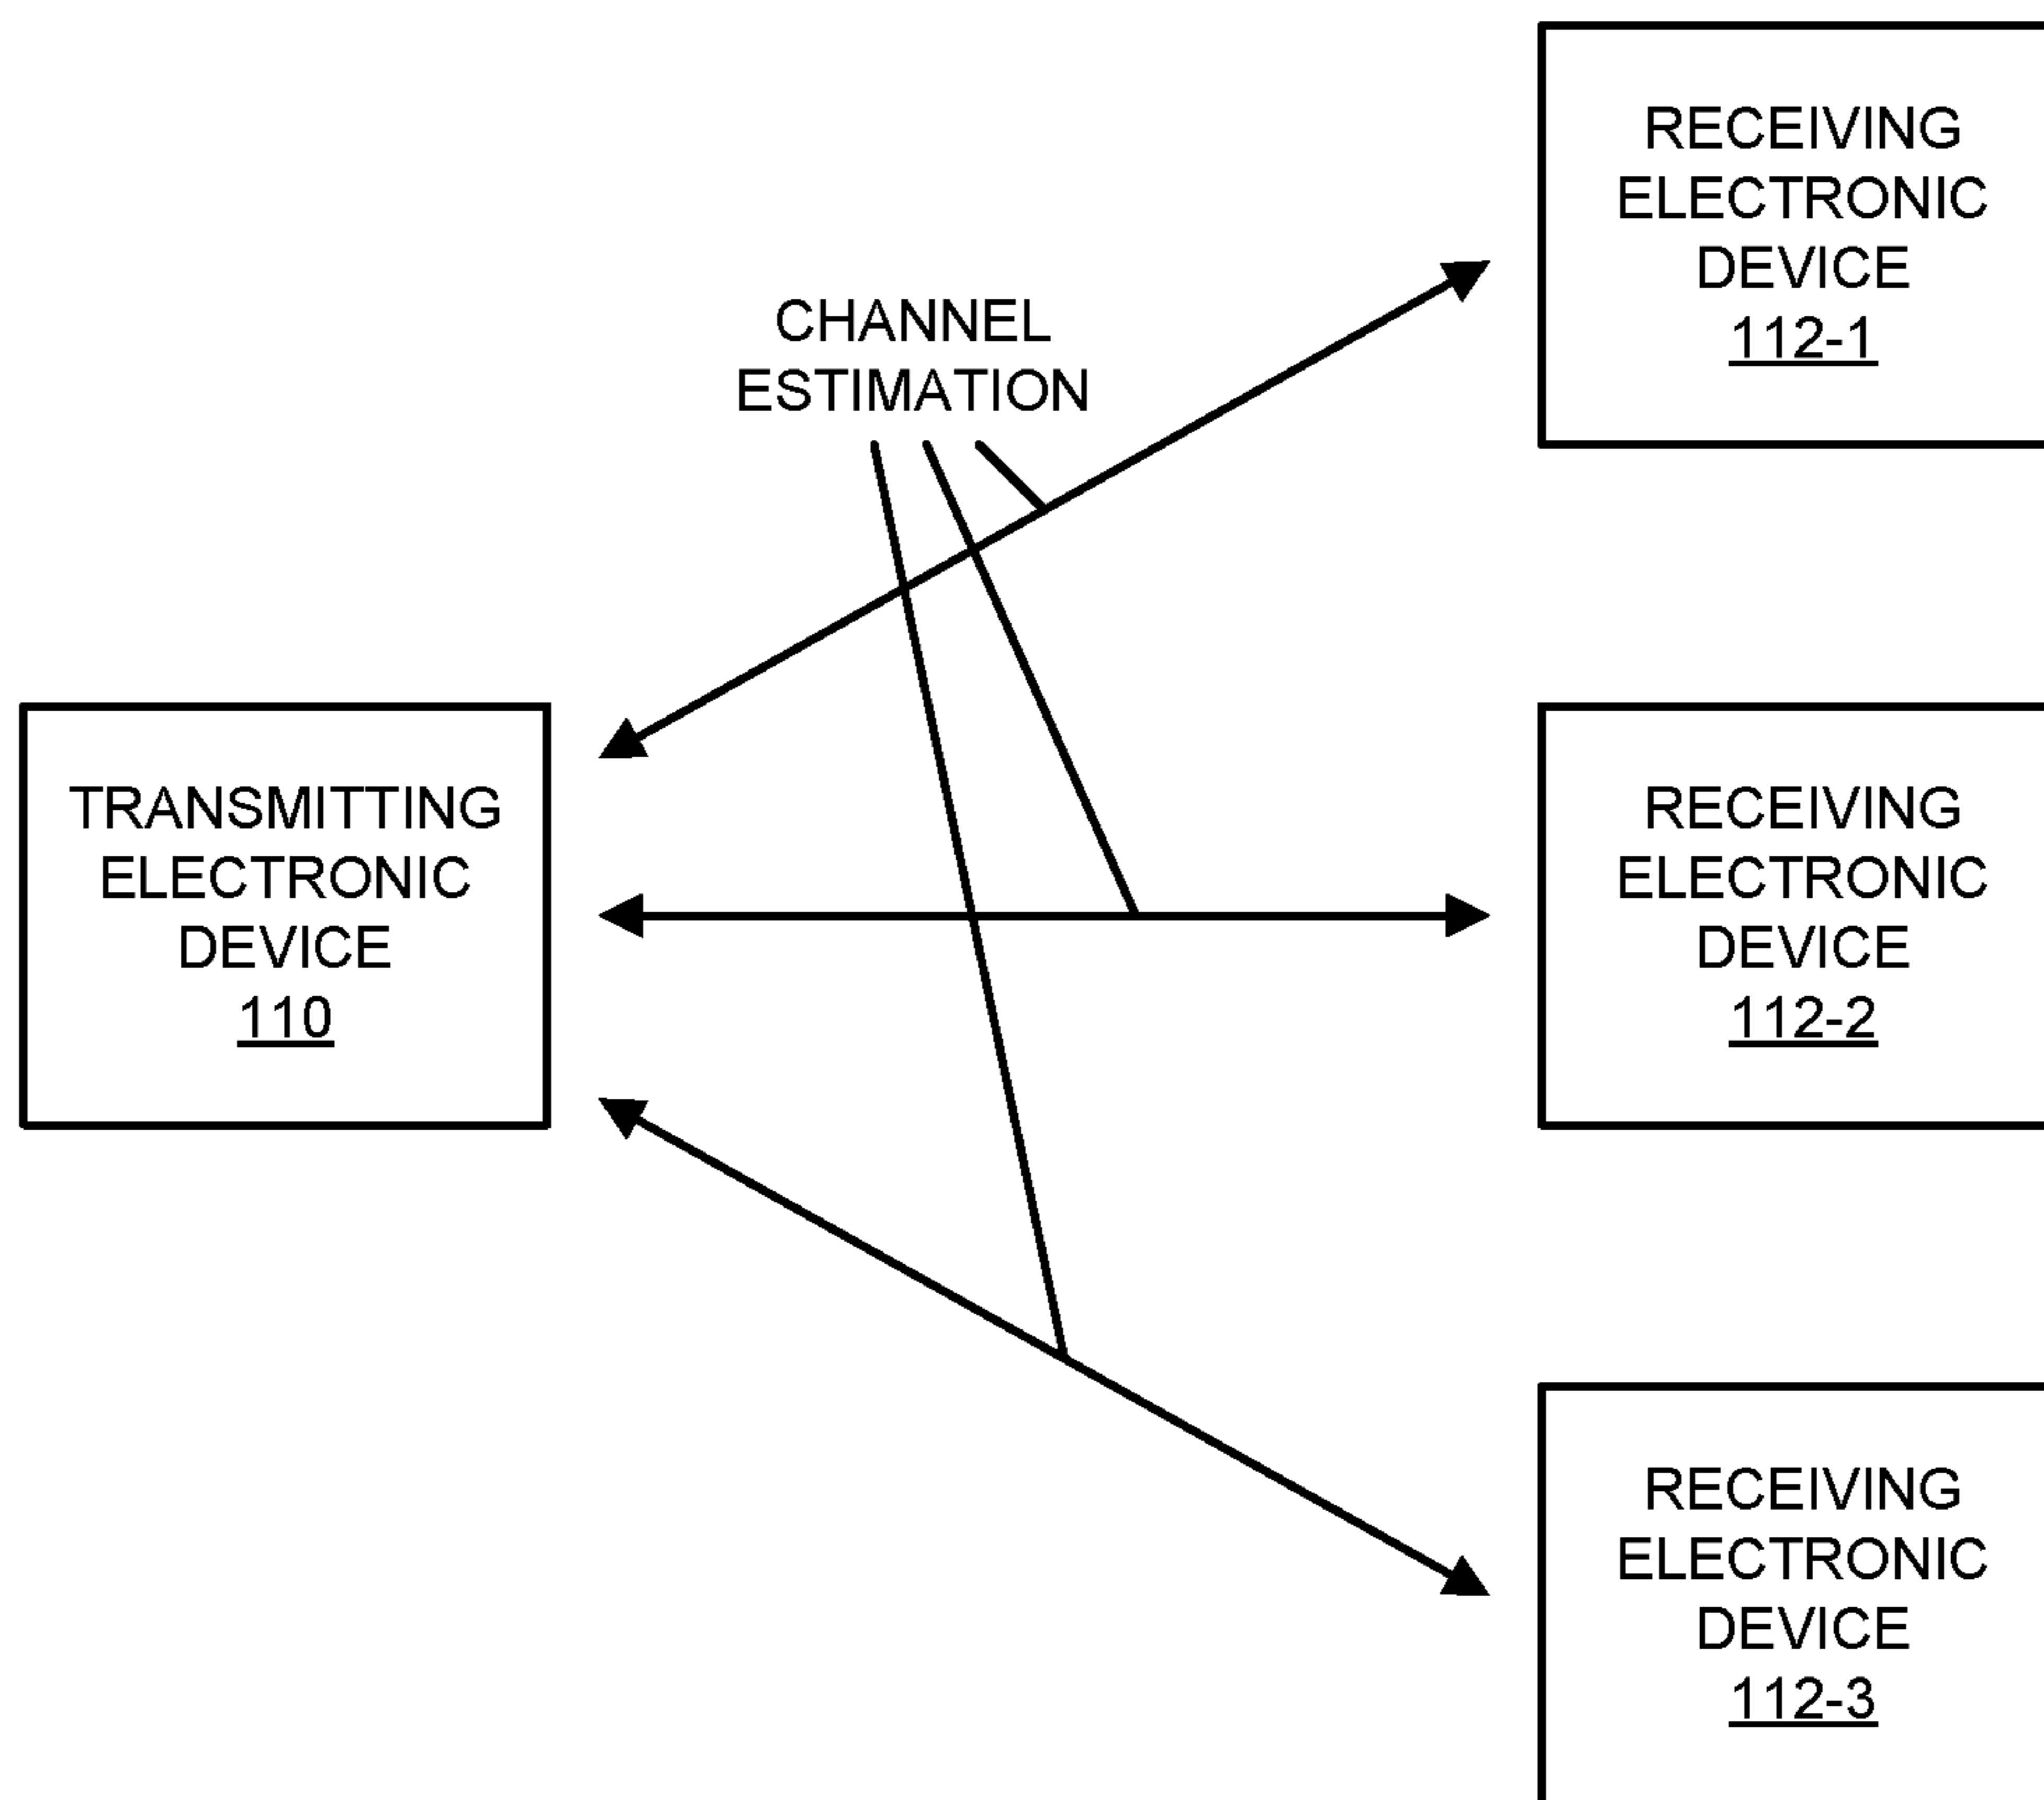 RECEIVING
ELECTRONIC
DEVICE
112-1
CHANNEL
ESTIMATION
TRANSMITTING
ELECTRONIC
DEVICE
110
RECEIVING
ELECTRONIC
DEVICE
112-2
RECEIVING
ELECTRONIC
DEVICE
112-3